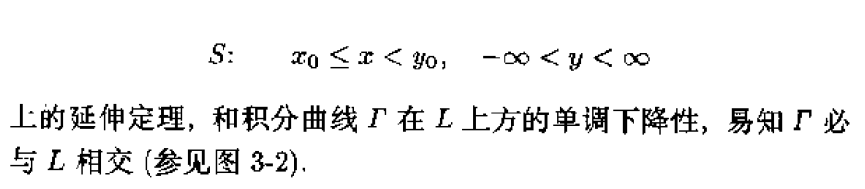 S: x₀ ≤ x < y₀, −∞ < y < ∞
上的延伸定理, 和积分曲线 Γ 在 L 上方的单调下降性, 易知 Γ 必
与 L 相交 (参见图 3-2).